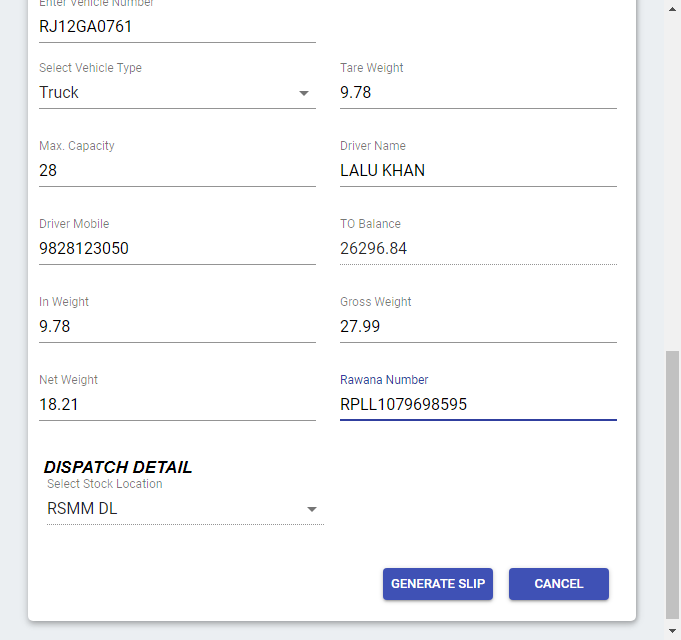 Enter Vehicle Number
RJ12GA0761
Select Vehicle Type
Tare Weight
Truck
9.78
Max. Capacity
Driver Name
28
LALU KHAN
Driver Mobile
TO Balance
9828123050
26296.84
In Weight
Gross Weight
9.78
27.99
Net Weight
Rawana Number
18.21
RPLL1079698595
DISPATCH DETAIL
Select Stock Location
RSMM DL
GENERATE SLIP
CANCEL